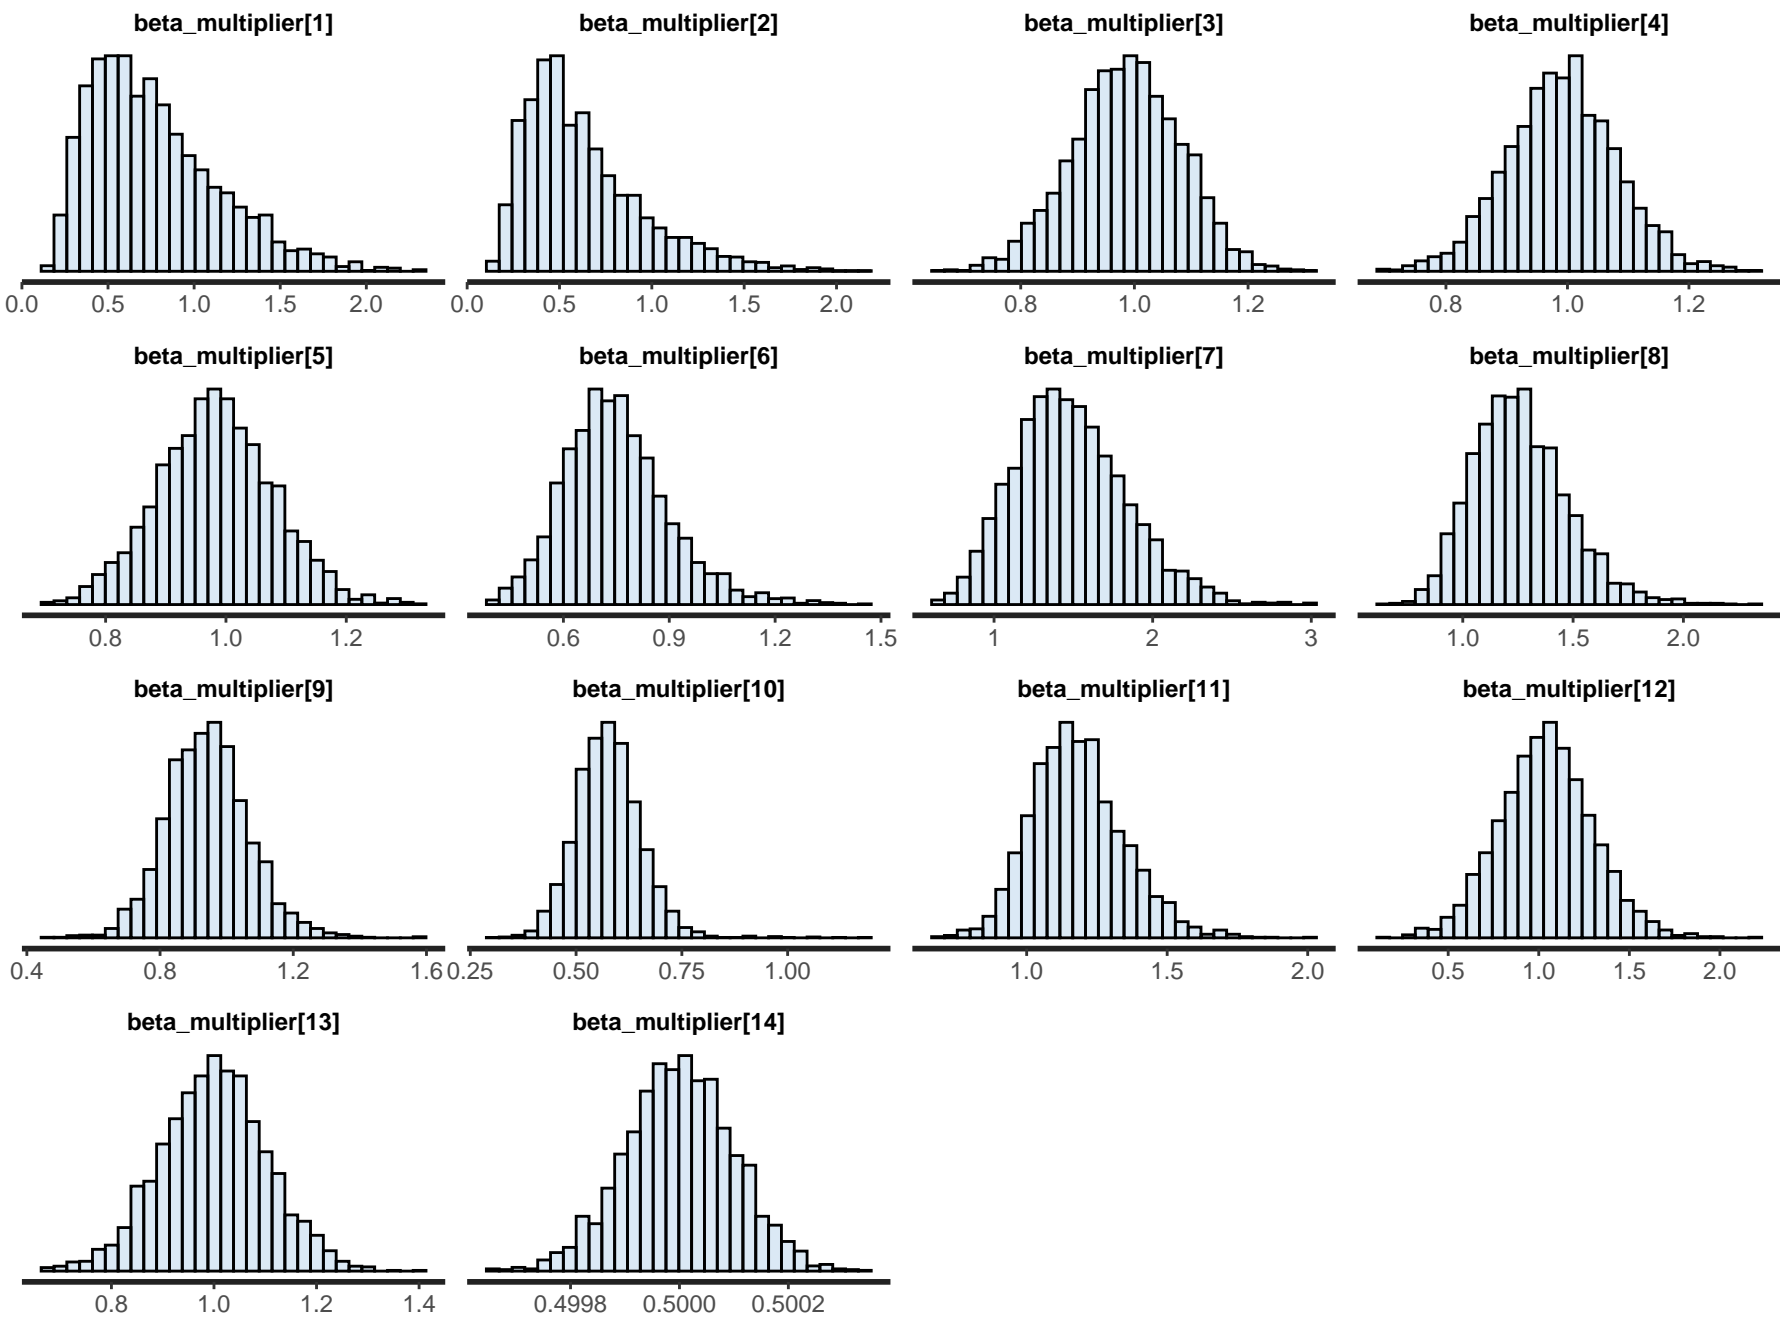 beta_multiplier[1] beta_multiplier[2] beta_multiplier[3] beta_multiplier[4]
0.0 0.5 1.0 1.5 2.0 0.0 0.5 1.0 1.5 2.0 0.8 1.0 1.2 0.8 1.0 1.2
beta_multiplier[5] beta_multiplier[6] beta_multiplier[7] beta_multiplier[8]
0.8 1.0 1.2 0.6 0.9 1.2 1.5 1 2 3 1.0 1.5 2.0
beta_multiplier[9] beta_multiplier[10] beta_multiplier[11] beta_multiplier[12]
0.4 0.8 1.2 1.6 0.25 0.50 0.75 1.00 1.0 1.5 2.0 0.5 1.0 1.5 2.0
beta_multiplier[13] beta_multiplier[14]
0.8 1.0 1.2 1.4 0.4998 0.5000 0.5002